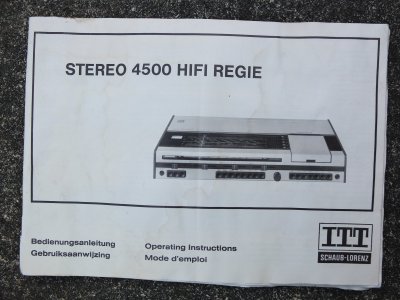 STEREO 4500 HIFI REGIE
Bedienungsanleitung
Gebruiksaanwijzing
Operating Instructions
Mode d'emploi
ITT
SCHAUB-LORENZ